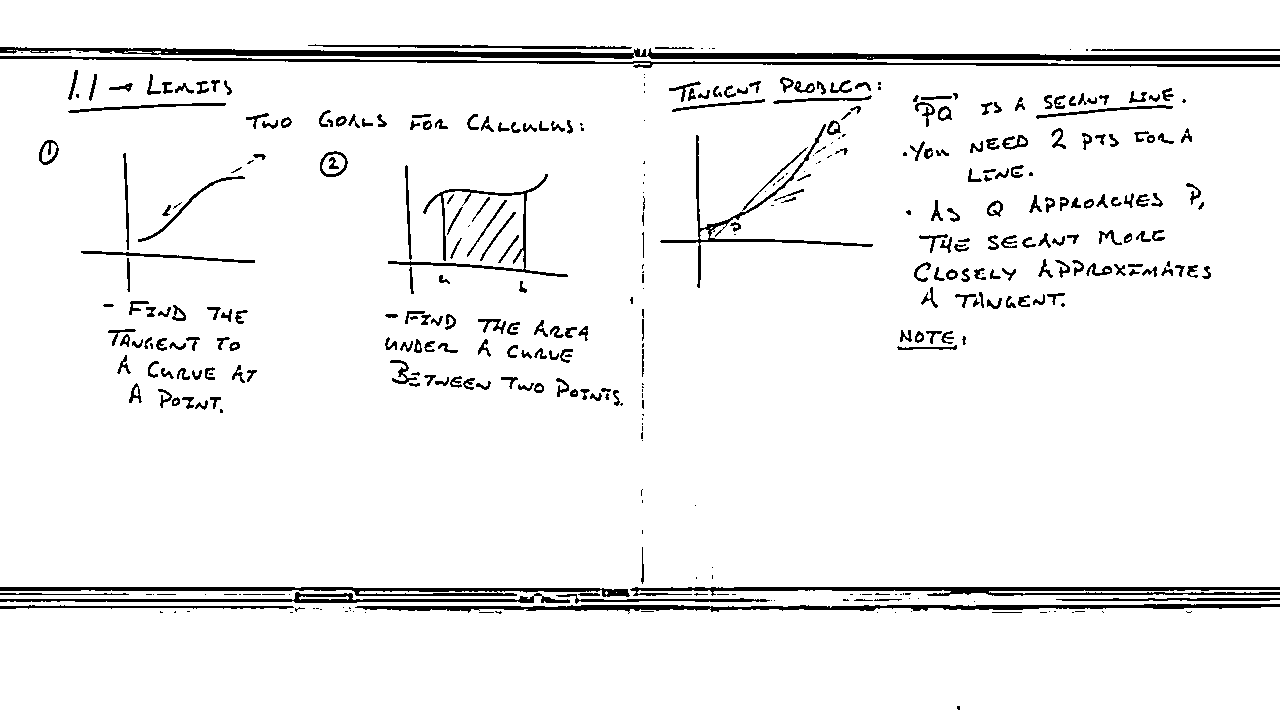 1.1 → LIMITS
TWO GOALS FOR CALCULUS:
①
②
a
b
- FIND THE
TANGENT TO
A CURVE AT
A POINT.
- FIND THE AREA
UNDER A CURVE
BETWEEN TWO POINTS.
TANGENT PROBLEM:
Q
P
"PQ" IS A SECANT LINE.
• YOU NEED 2 PTS FOR A
LINE.
• AS Q APPROACHES P,
THE SECANT MORE
CLOSELY APPROXIMATES
A TANGENT.
NOTE: